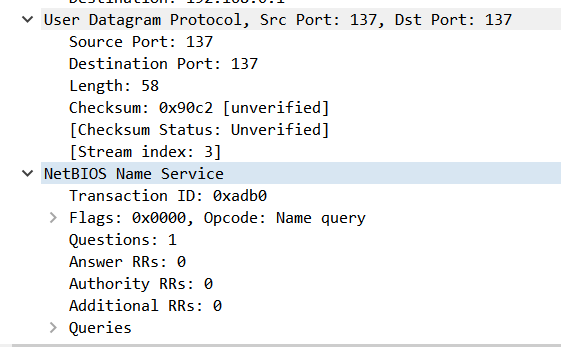 User Datagram Protocol, Src Port: 137, Dst Port: 137
Source Port: 137
Destination Port: 137
Length: 58
Checksum: 0x90c2 [unverified]
[Checksum Status: Unverified]
[Stream index: 3]
NetBIOS Name Service
Transaction ID: 0xadb0
Flags: 0x0000, Opcode: Name query
Questions: 1
Answer RRs: 0
Authority RRs: 0
Additional RRs: 0
Queries